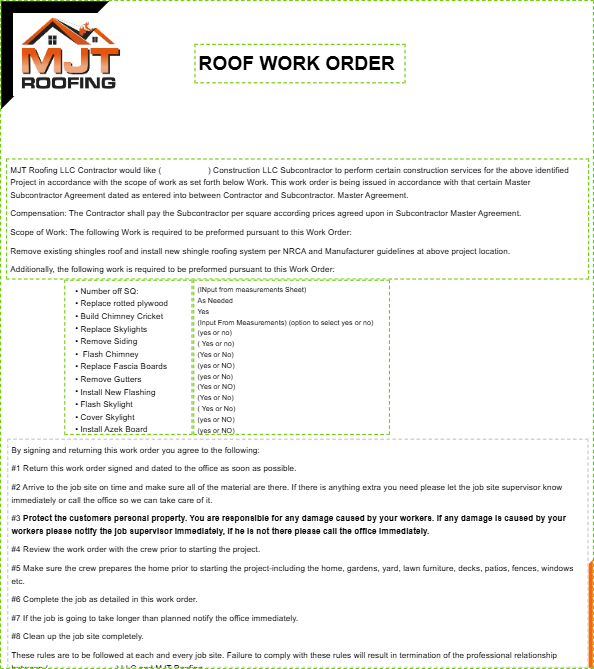 MJT
ROOFING
ROOF WORK ORDER
MJT Roofing LLC Contractor would like ( ) Construction LLC Subcontractor to perform certain construction services for the above identified
Project in accordance with the scope of work as set forth below Work. This work order is being issued in accordance with that certain Master
Subcontractor Agreement dated as entered into between Contractor and Subcontractor. Master Agreement.
Compensation: The Contractor shall pay the Subcontractor per square according prices agreed upon in Subcontractor Master Agreement.
Scope of Work: The following Work is required to be preformed pursuant to this Work Order:
Remove existing shingles roof and install new shingle roofing system per NRCA and Manufacturer guidelines at above project location.
Additionally, the following work is required to be preformed pursuant to this Work Order:
• Number off SQ:
• Replace rotted plywood
• Build Chimney Cricket
• Replace Skylights
• Remove Siding
• Flash Chimney
• Replace Fascia Boards
• Remove Gutters
• Install New Flashing
• Flash Skylight
• Cover Skylight
• Install Azek Board
(INput from measurements Sheet)
As Needed
Yes
(Input From Measurements) (option to select yes or no)
(yes or no)
( Yes or no)
(Yes or No)
(yes or NO)
(yes or No)
(Yes or NO)
(Yes or No)
( Yes or No)
(yes or NO)
(yes or NO)
By signing and returning this work order you agree to the following:
#1 Return this work order signed and dated to the office as soon as possible.
#2 Arrive to the job site on time and make sure all of the material are there. If there is anything extra you need please let the job site supervisor know
immediately or call the office so we can take care of it.
#3 Protect the customers personal property. You are responsible for any damage caused by your workers. If any damage is caused by your
workers please notify the job supervisor immediately, if he is not there please call the office immediately.
#4 Review the work order with the crew prior to starting the project.
#5 Make sure the crew prepares the home prior to starting the project-including the home, gardens, yard, lawn furniture, decks, patios, fences, windows
etc.
#6 Complete the job as detailed in this work order.
#7 If the job is going to take longer than planned notify the office immediately.
#8 Clean up the job site completely.
These rules are to be followed at each and every job site. Failure to comply with these rules will result in termination of the professional relationship
between ( ) LLC and MJT Roofing